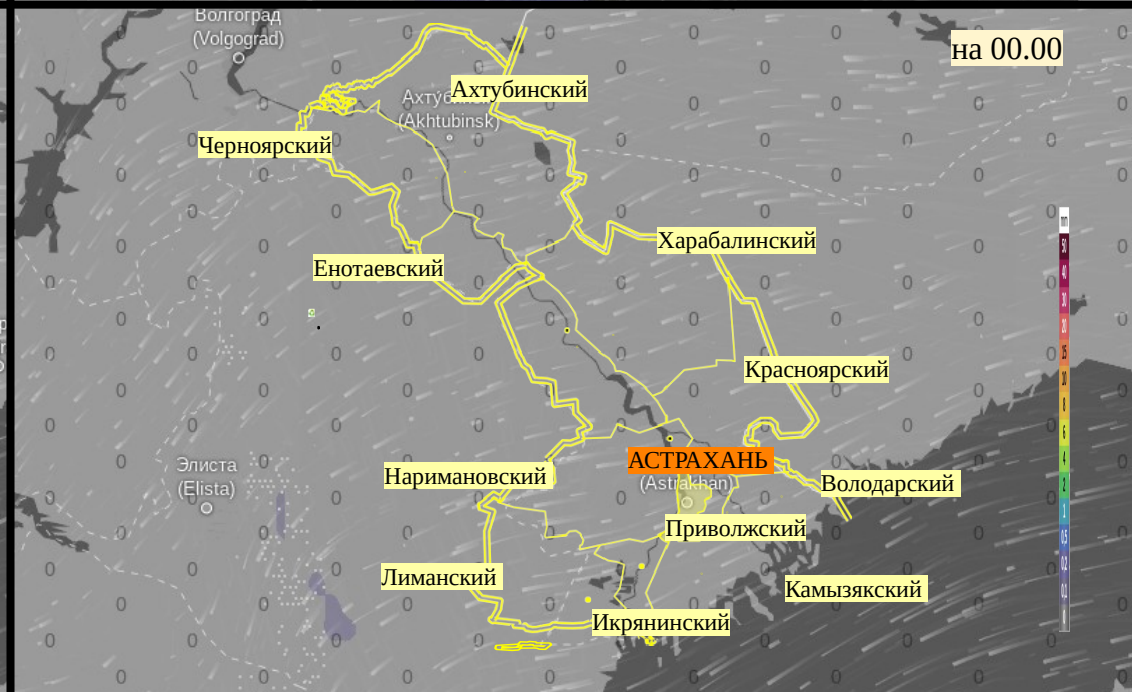 Волгоград
(Volgograd)
на 00.00
Ахтубинский
(Akhtubinsk)
Черноярский
Харабалинский
Енотаевский
Красноярский
АСТРАХАНЬ
(Astrakhan)
Элиста
(Elista)
Наримановский
Володарский
Приволжский
Лиманский
Камызякский
Икрянинский